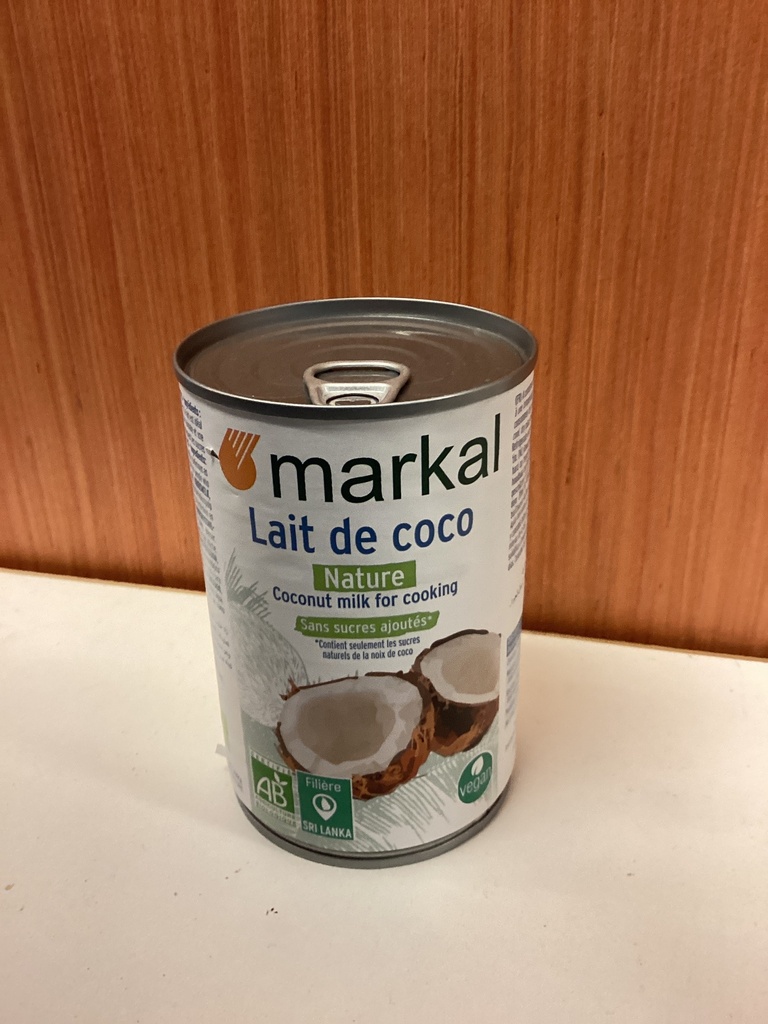 markal
Lait de coco
Nature
Coconut milk for cooking
Sans sucres ajoutés*
*Contient seulement les sucres
naturels de la noix de coco
AB
Filière
SRI LANKA
vegan